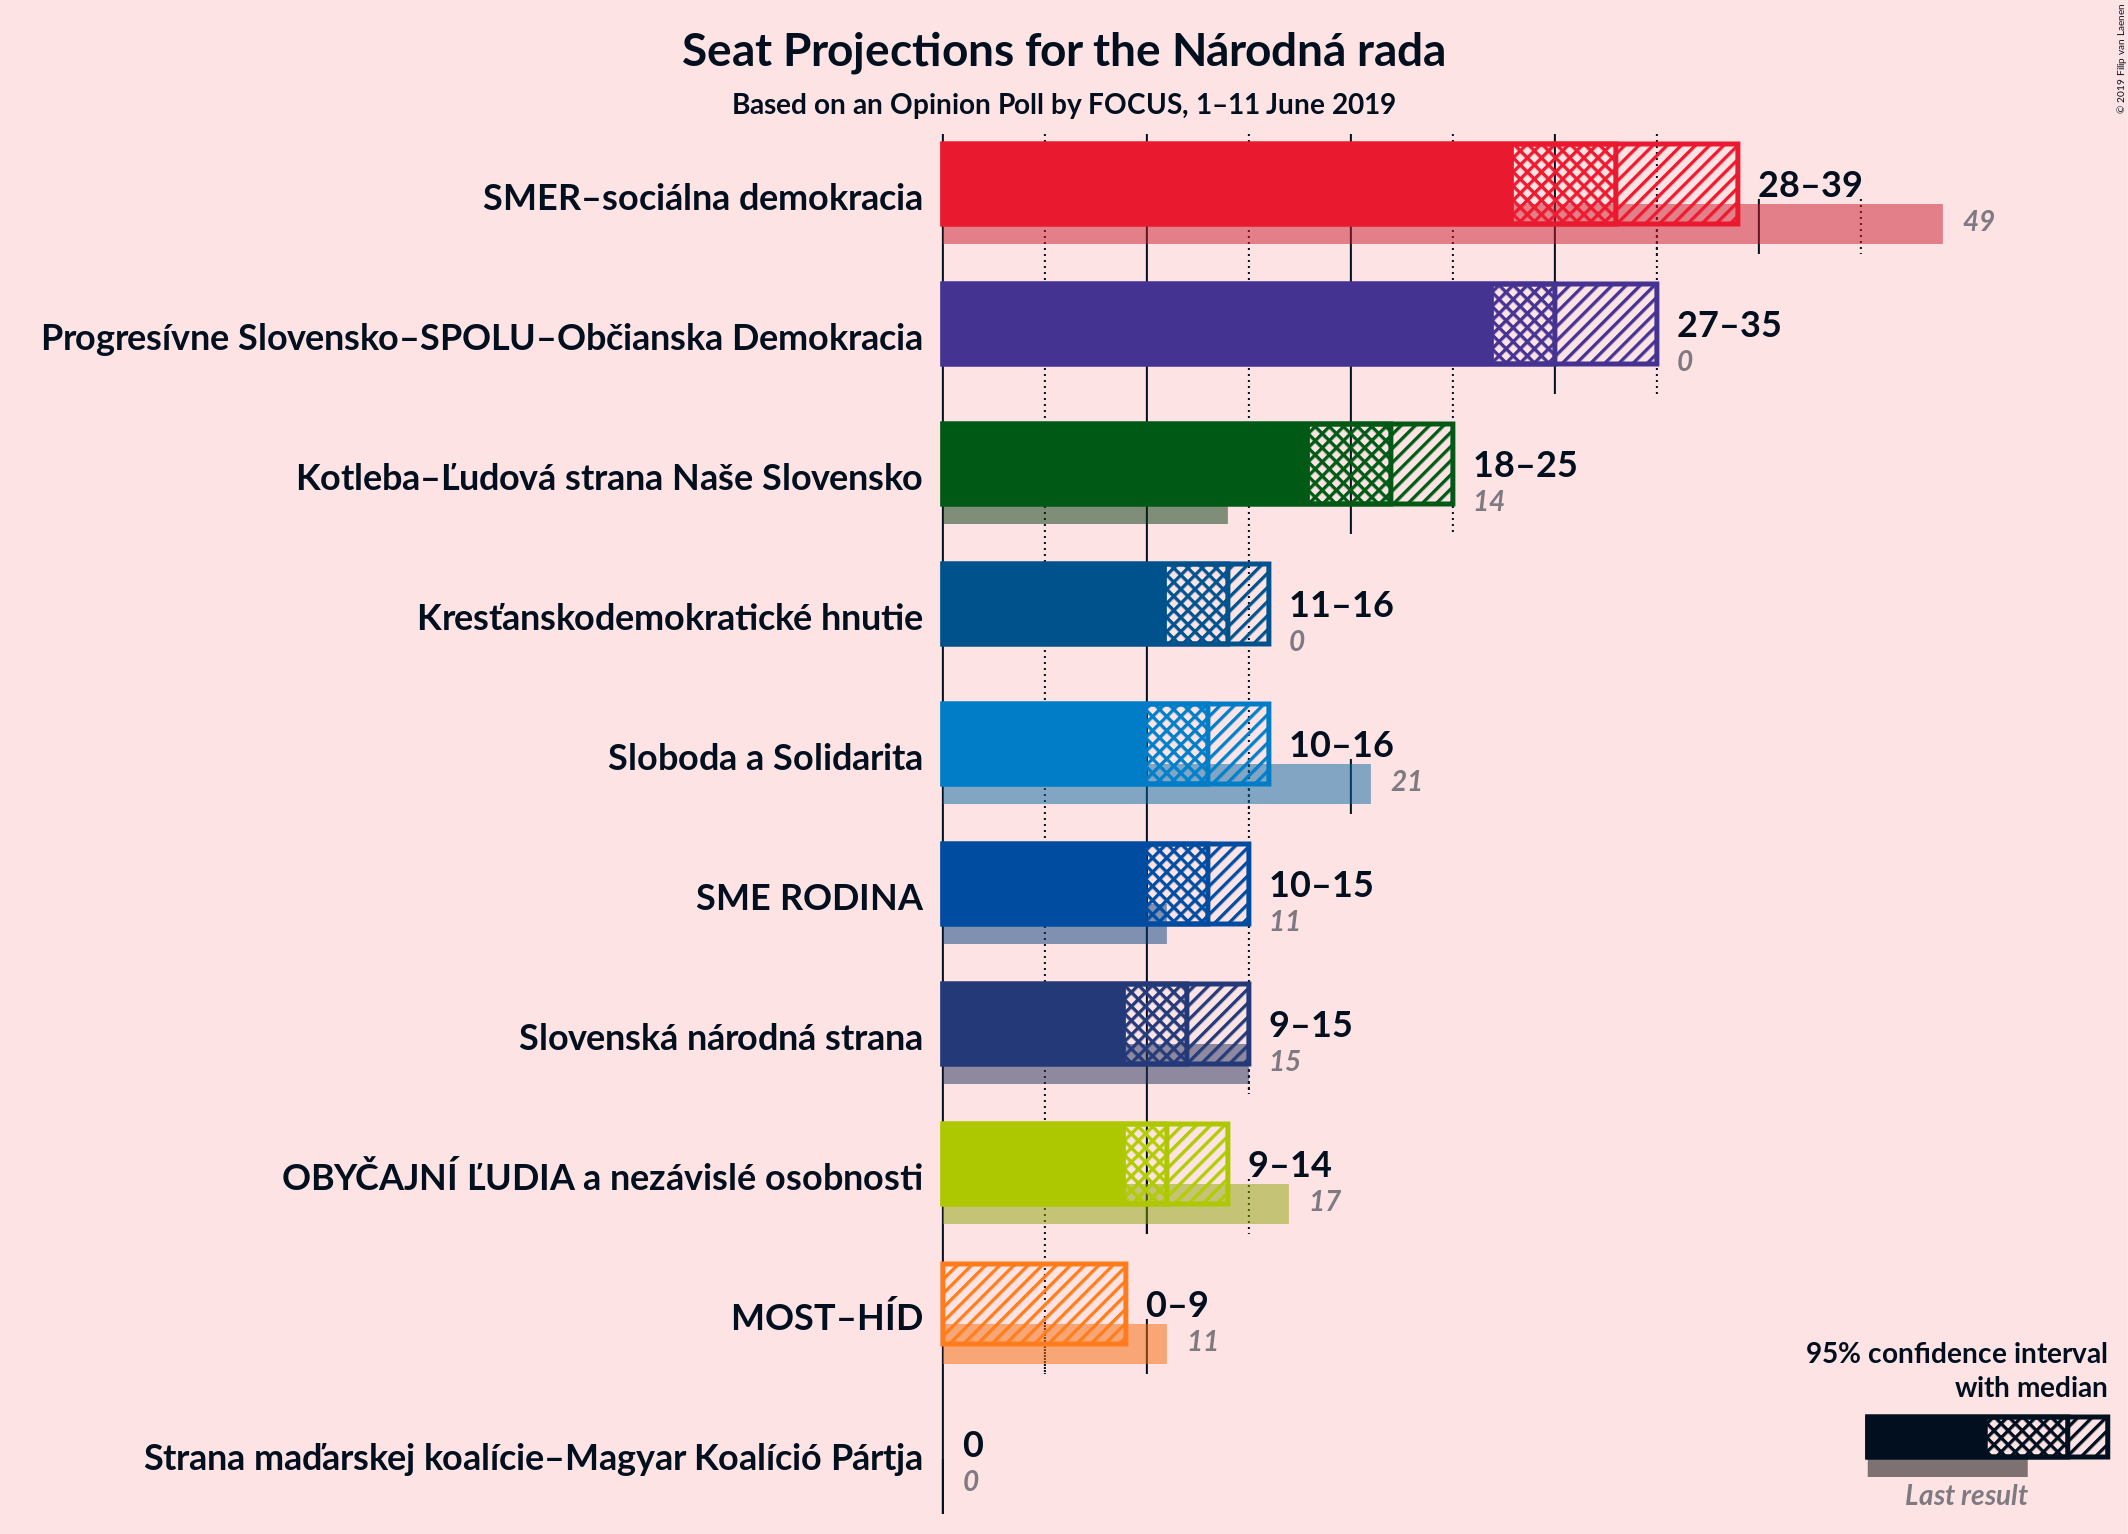 Seat Projections for the Národná rada
Based on an Opinion Poll by FOCUS, 1–11 June 2019
© 2019 Filip van Laenen
SMER–sociálna demokracia
28–39
49
Progresívne Slovensko–SPOLU–Občianska Demokracia
27–35
0
Kotleba–Ľudová strana Naše Slovensko
18–25
14
Kresťanskodemokratické hnutie
11–16
0
Sloboda a Solidarita
10–16
21
SME RODINA
10–15
11
Slovenská národná strana
9–15
15
OBYČAJNÍ ĽUDIA a nezávislé osobnosti
9–14
17
MOST–HÍD
0–9
11
Strana maďarskej koalície–Magyar Koalíció Pártja
0
0
95% confidence interval
with median
Last result